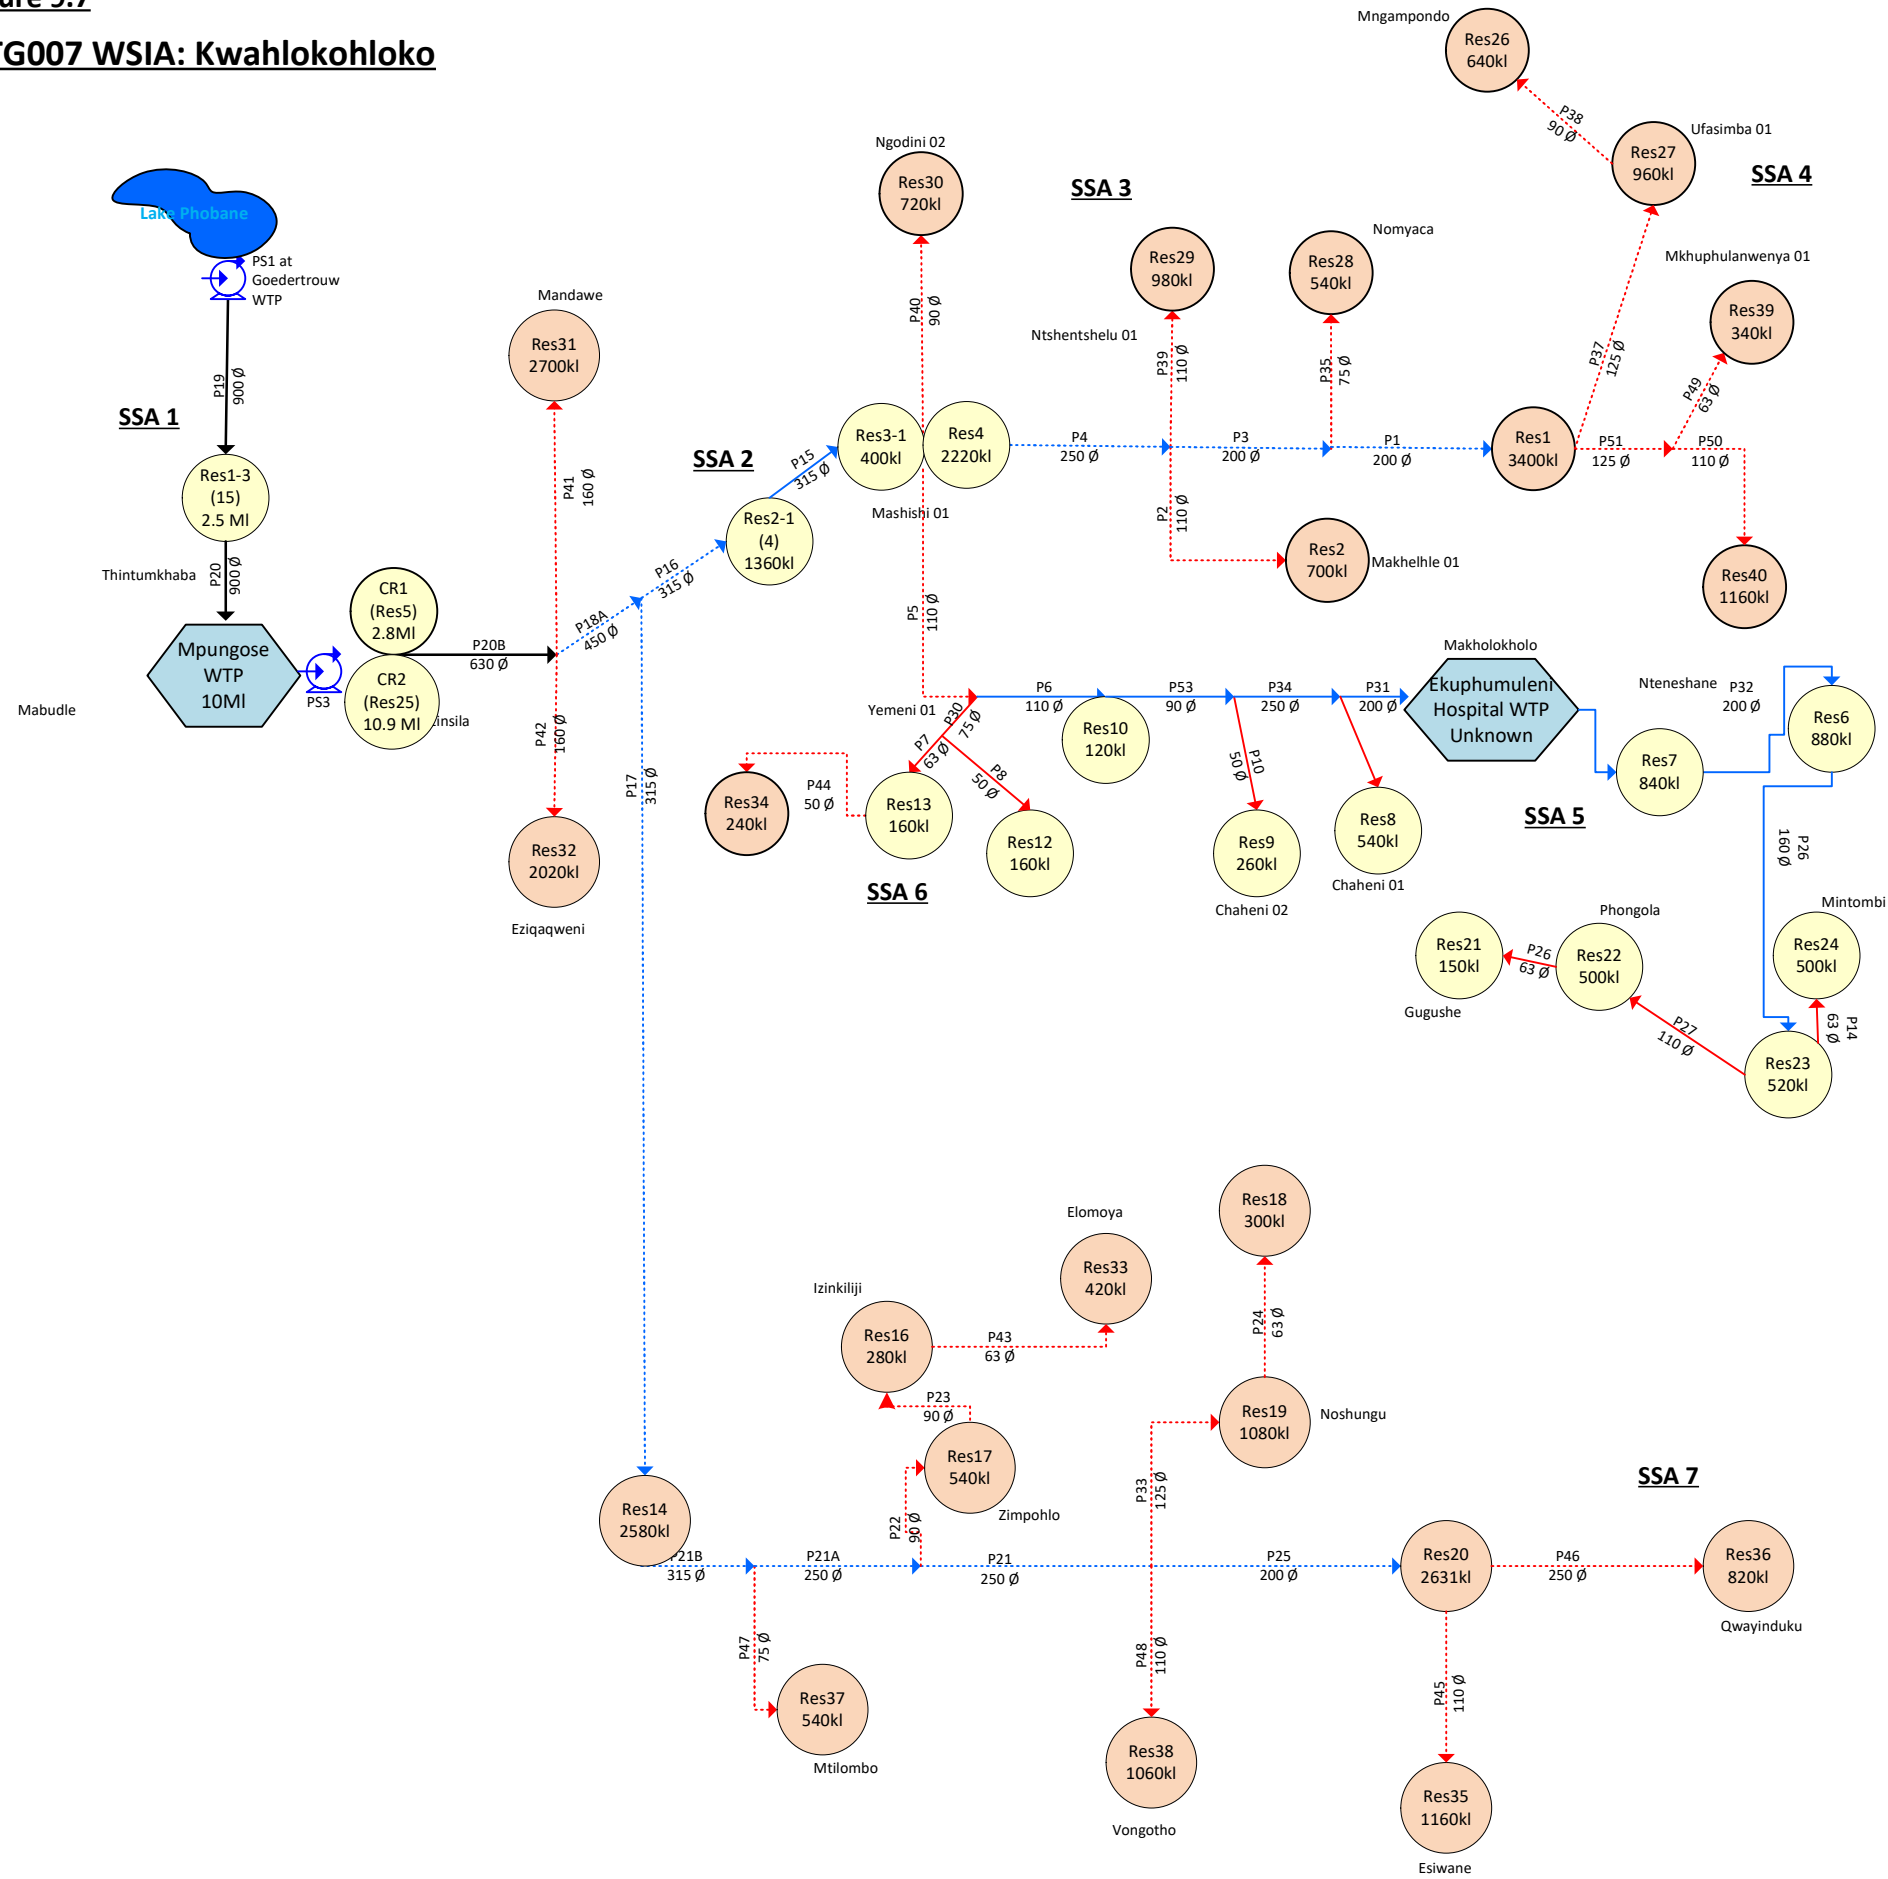 ure 5.7
TG007 WSIA: Kwahlokohloko
Lake Phobane
PS1 at
Goedertrouw
WTP
P19
900 Ø
SSA 1
Res1-3
(15)
2.5 Ml
Thintumkhaba
P20
900 Ø
Mpungose
WTP
10Ml
Mabudle
PS3
CR1
(Res5)
2.8Ml
CR2
(Res25)
10.9 Ml
insila
P20B
630 Ø
Mandawe
Res31
2700kl
P41
160 Ø
P42
160 Ø
Res32
2020kl
Eziqaqweni
P18A
450 Ø
P16
315 Ø
P17
315 Ø
SSA 2
Res2-1
(4)
1360kl
P15
315 Ø
Res3-1
400kl
Res4
2220kl
Mashishi 01
Ngodini 02
Res30
720kl
P40
90 Ø
SSA 3
Res29
980kl
Ntshentshelu 01
P39
110 Ø
P4
250 Ø
P2
110 Ø
Res2
700kl
Makhelhle 01
P3
200 Ø
Nomyaca
Res28
540kl
P35
75 Ø
P1
200 Ø
Res1
3400kl
Mngampondo
Res26
640kl
P38
90 Ø
Res27
960kl
Ufasimba 01
SSA 4
P37
125 Ø
Mkhuphulanwenya 01
Res39
340kl
P49
63 Ø
P51
125 Ø
P50
110 Ø
Res40
1160kl
P5
110 Ø
Yemeni 01
P30
75 Ø
P7
63 Ø
P8
50 Ø
P44
50 Ø
Res34
240kl
Res13
160kl
Res12
160kl
SSA 6
P6
110 Ø
Res10
120kl
P53
90 Ø
P34
250 Ø
P31
200 Ø
P10
50 Ø
Res9
260kl
Chaheni 02
Res8
540kl
Chaheni 01
Makholokholo
Ekuphumuleni
Hospital WTP
Unknown
Nteneshane
P32
200 Ø
Res7
840kl
Res6
880kl
SSA 5
P26
160 Ø
Mintombi
Res24
500kl
P14
63 Ø
Res23
520kl
P27
110 Ø
Phongola
Res22
500kl
P26
63 Ø
Res21
150kl
Gugushe
Res14
2580kl
P21B
315 Ø
P21A
250 Ø
P47
75 Ø
Res37
540kl
Mtilombo
P22
90 Ø
Res17
540kl
Zimpohlo
P23
90 Ø
Izinkiliji
Res16
280kl
P43
63 Ø
Elomoya
Res33
420kl
P21
250 Ø
P33
125 Ø
Res19
1080kl
Noshungu
P24
63 Ø
Res18
300kl
P48
110 Ø
Res38
1060kl
Vongotho
P25
200 Ø
Res20
2631kl
SSA 7
P46
250 Ø
Res36
820kl
Qwayinduku
P45
110 Ø
Res35
1160kl
Esiwane